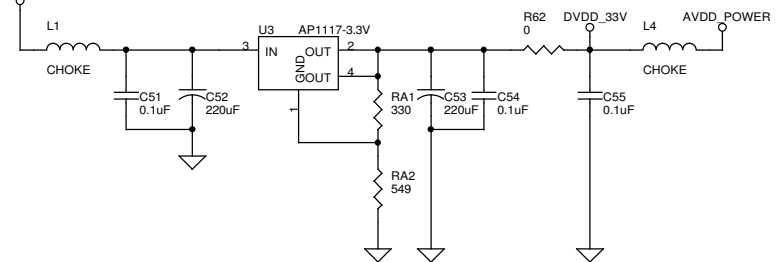 L1
CHOKE
C51
0.1uF
C52
220uF
U3
AP1117-3.3V
3
IN
OUT
2
GND
OUT
4
1
RA1
330
RA2
549
C53
220uF
C54
0.1uF
R62
0
DVDD_33V
C55
0.1uF
L4
CHOKE
AVDD_POWER